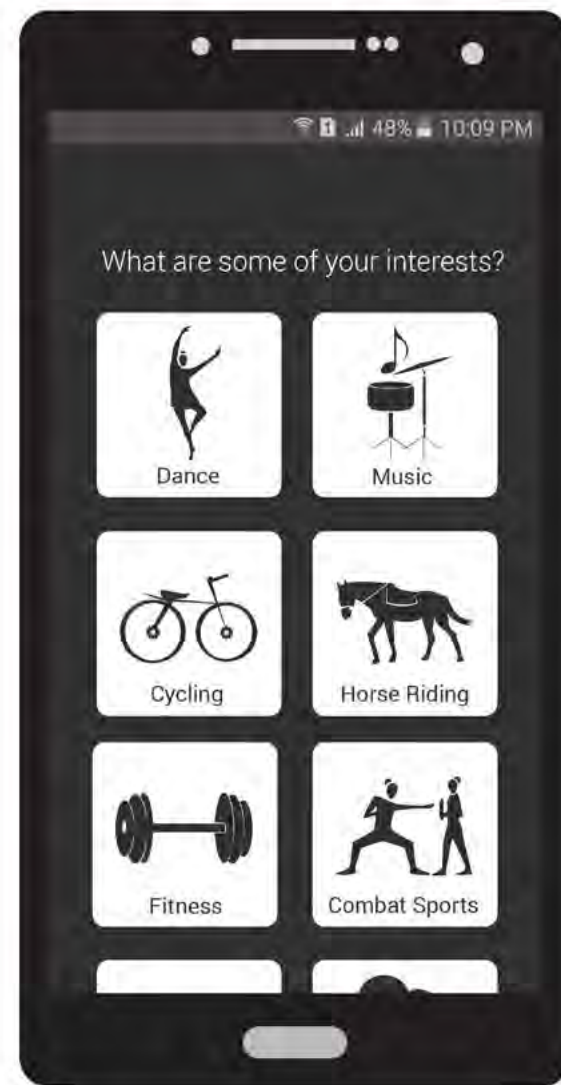 48% 10:09 PM
What are some of your interests?
Dance
Music
Cycling
Horse Riding
Fitness
Combat Sports